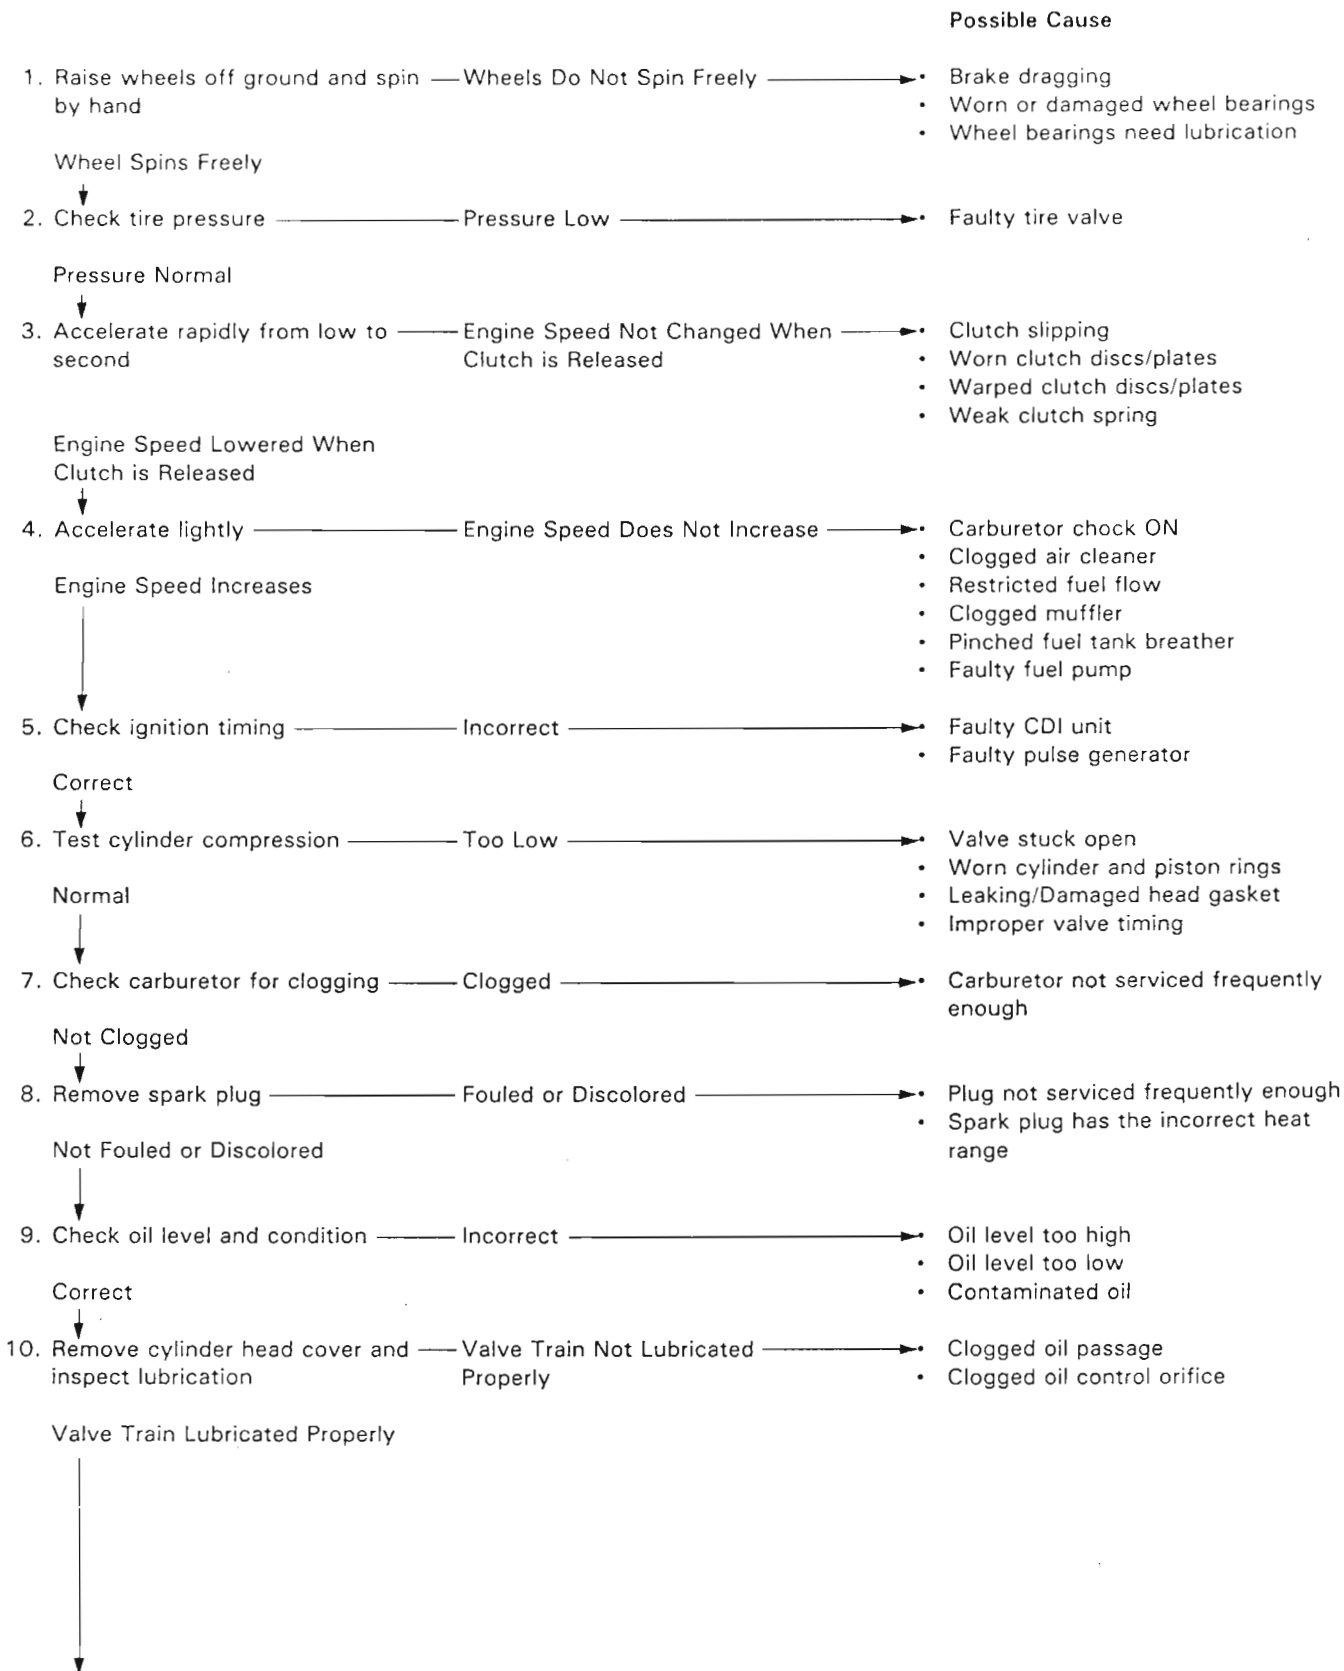 Possible Cause
1. Raise wheels off ground and spin by hand
Wheels Do Not Spin Freely
• Brake dragging
• Worn or damaged wheel bearings
• Wheel bearings need lubrication
Wheel Spins Freely
2. Check tire pressure
Pressure Low
• Faulty tire valve
Pressure Normal
3. Accelerate rapidly from low to
second
Engine Speed Not Changed When
Clutch is Released
• Clutch slipping
• Worn clutch discs/plates
• Warped clutch discs/plates
• Weak clutch spring
Engine Speed Lowered When
Clutch is Released
4. Accelerate lightly
Engine Speed Does Not Increase
• Carburetor chock ON
• Clogged air cleaner
• Restricted fuel flow
• Clogged muffler
• Pinched fuel tank breather
• Faulty fuel pump
Engine Speed Increases
5. Check ignition timing
Incorrect
• Faulty CDI unit
• Faulty pulse generator
Correct
6. Test cylinder compression
Too Low
• Valve stuck open
• Worn cylinder and piston rings
• Leaking/Damaged head gasket
• Improper valve timing
Normal
7. Check carburetor for clogging
Clogged
• Carburetor not serviced frequently
enough
Not Clogged
8. Remove spark plug
Fouled or Discolored
• Plug not serviced frequently enough
• Spark plug has the incorrect heat
range
Not Fouled or Discolored
9. Check oil level and condition
Incorrect
• Oil level too high
• Oil level too low
• Contaminated oil
Correct
10. Remove cylinder head cover and
inspect lubrication
Valve Train Not Lubricated
Properly
• Clogged oil passage
• Clogged oil control orifice
Valve Train Lubricated Properly